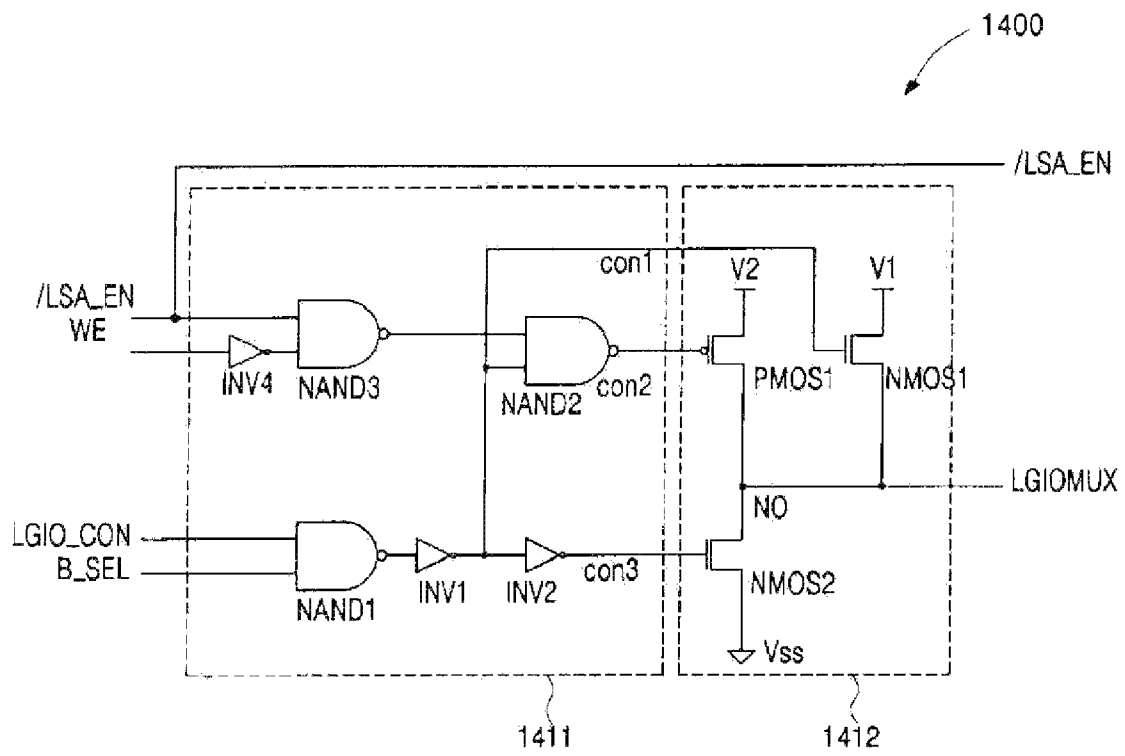 1400
/LSA_EN
/LSA_EN
WE
INV4
NAND3
NAND2
con1
con2
V2
V1
PMOS1
NMOS1
LGIOMUX
NO
LGIO_CON
B_SEL
NAND1
INV1
INV2
con3
NMOS2
Vss
1411
1412